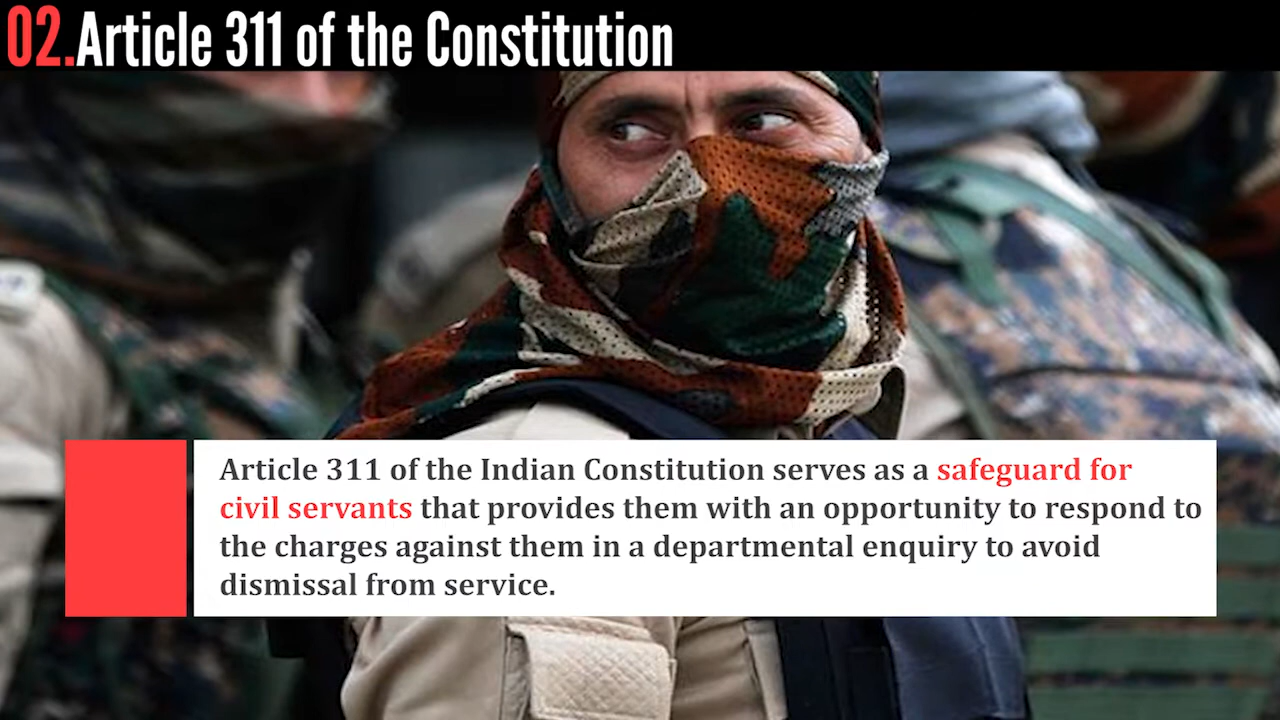 02.Article 311 of the Constitution
Article 311 of the Indian Constitution serves as a safeguard for
civil servants that provides them with an opportunity to respond to
the charges against them in a departmental enquiry to avoid
dismissal from service.